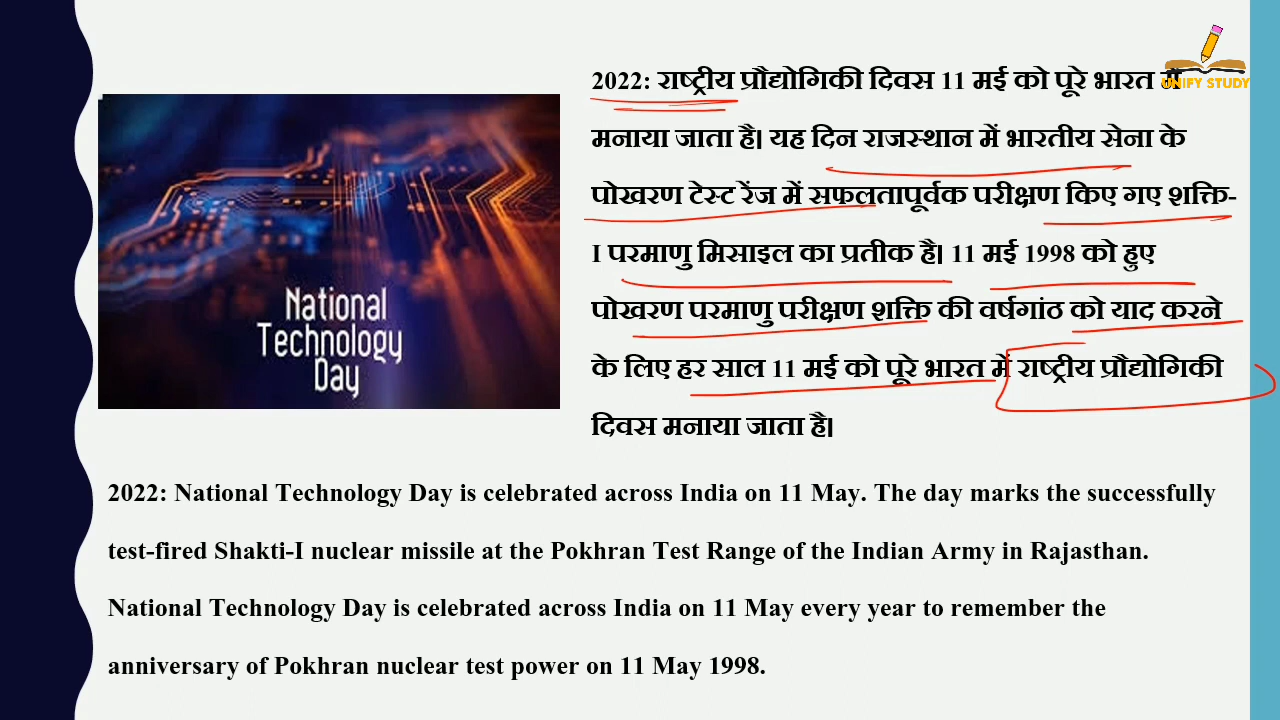 UNIFY STUDY
2022: राष्ट्रीय प्रौद्योगिकी दिवस 11 मई को पूरे भारत में
मनाया जाता है। यह दिन राजस्थान में भारतीय सेना के
पोखरण टेस्ट रेंज में सफलतापूर्वक परीक्षण किए गए शक्ति-
I परमाणु मिसाइल का प्रतीक है। 11 मई 1998 को हुए
पोखरण परमाणु परीक्षण शक्ति की वर्षगांठ को याद करने
के लिए हर साल 11 मई को पूरे भारत में राष्ट्रीय प्रौद्योगिकी
दिवस मनाया जाता है।
National
Technology
Day
2022: National Technology Day is celebrated across India on 11 May. The day marks the successfully
test-fired Shakti-I nuclear missile at the Pokhran Test Range of the Indian Army in Rajasthan.
National Technology Day is celebrated across India on 11 May every year to remember the
anniversary of Pokhran nuclear test power on 11 May 1998.